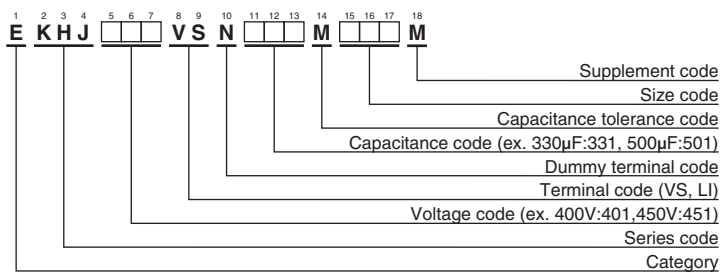 1 2 3 4 5 6 7 8 9 10 11 12 13 14 15 16 17 18
E KHJ □□□ VS N □□□ M □□□ M
Supplement code
Size code
Capacitance tolerance code
Capacitance code (ex. 330µF:331, 500µF:501)
Dummy terminal code
Terminal code (VS, LI)
Voltage code (ex. 400V:401,450V:451)
Series code
Category